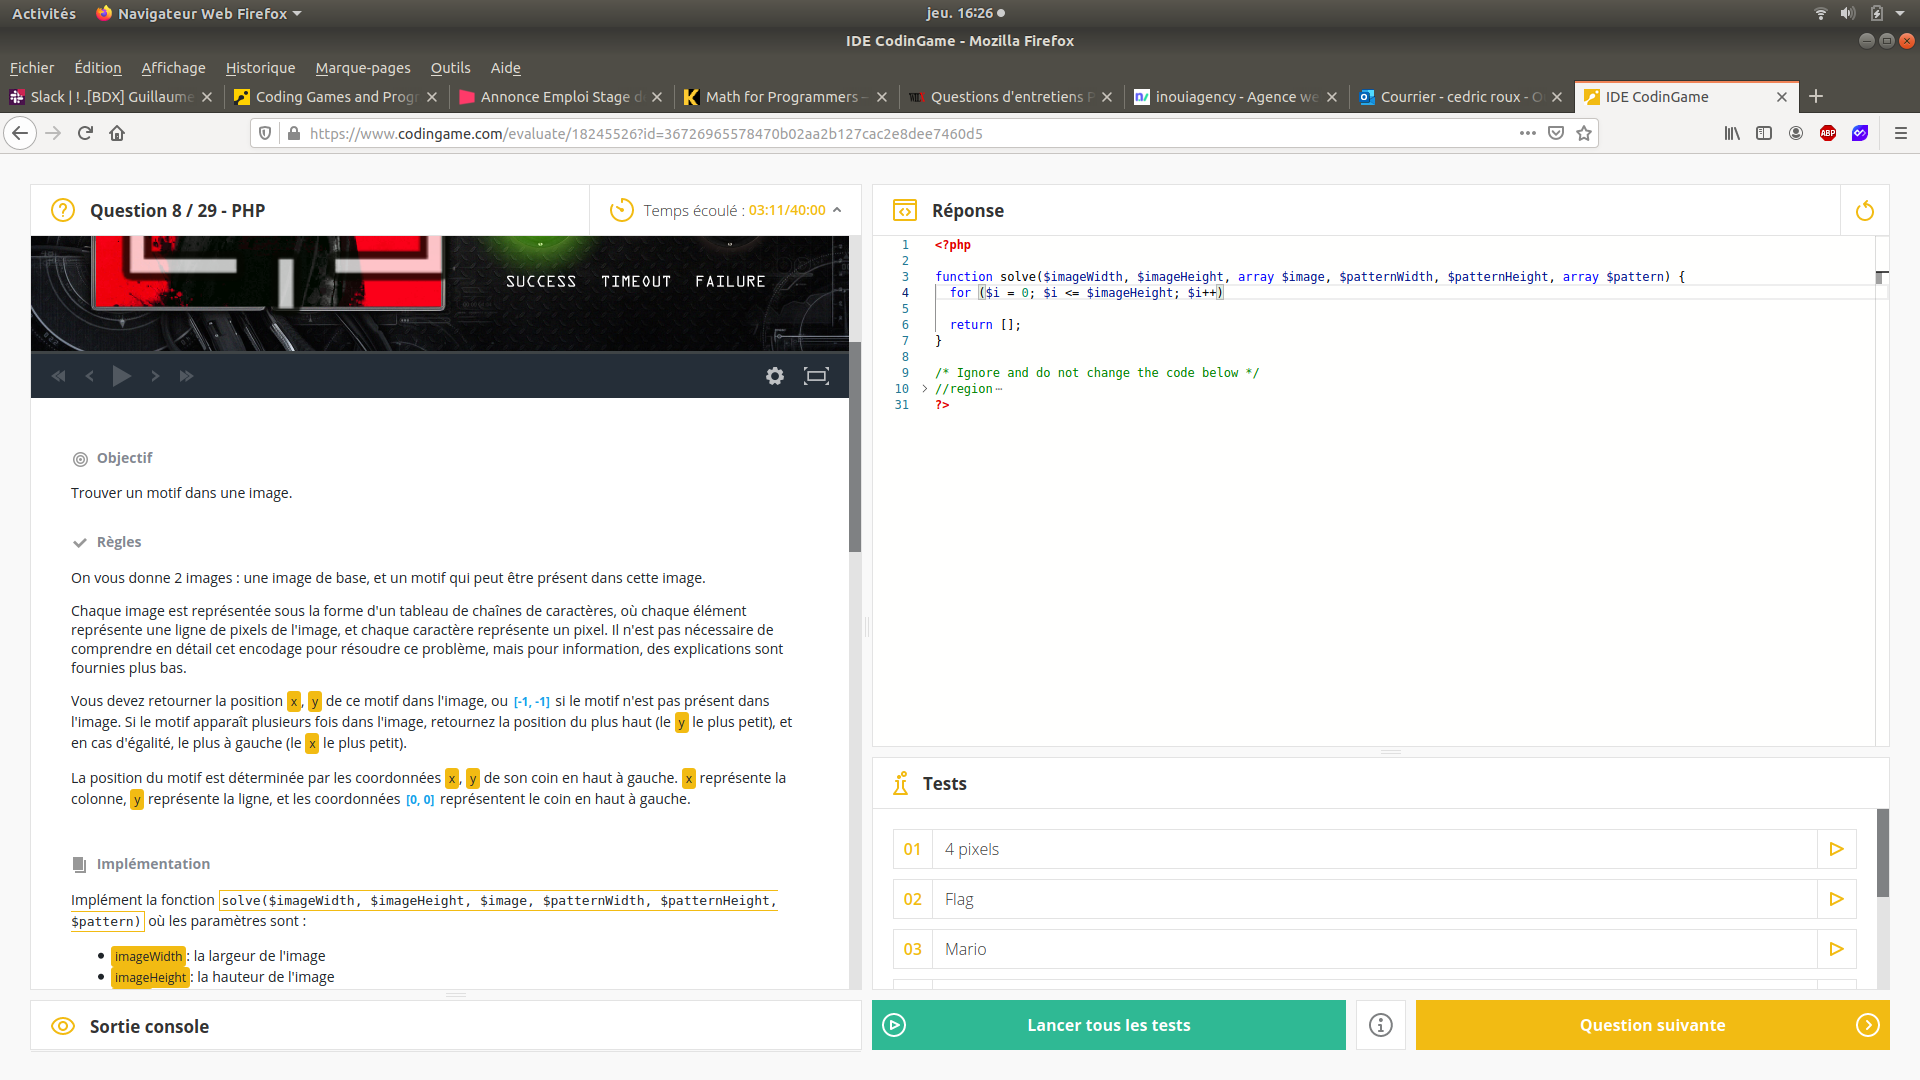 Activités
Navigateur Web Firefox
jeu. 16:26
IDE CodinGame - Mozilla Firefox
Fichier Édition Affichage Historique Marque-pages Outils Aide
Slack | ! .[BDX] Guillaume
Coding Games and Prog
Annonce Emploi Stage d
Math for Programmers -
Questions d'entretiens P
inouiagency - Agence we
Courrier - cedric roux - O
IDE CodinGame
https://www.codingame.com/evaluate/18245526?id=36726965578470b02aa2b127cac2e8dee7460d5
ABP
Question 8 / 29 - PHP
Temps écoulé : 03:11/40:00
SUCCESS TIMEOUT FAILURE
Objectif
Trouver un motif dans une image.
Règles
On vous donne 2 images : une image de base, et un motif qui peut être présent dans cette image.
Chaque image est représentée sous la forme d'un tableau de chaînes de caractères, où chaque élément
représente une ligne de pixels de l'image, et chaque caractère représente un pixel. Il n'est pas nécessaire de
comprendre en détail cet encodage pour résoudre ce problème, mais pour information, des explications sont
fournies plus bas.
Vous devez retourner la position x, y de ce motif dans l'image, ou [-1, -1] si le motif n'est pas présent dans
l'image. Si le motif apparaît plusieurs fois dans l'image, retournez la position du plus haut (le y le plus petit), et
en cas d'égalité, le plus à gauche (le x le plus petit).
La position du motif est déterminée par les coordonnées x, y de son coin en haut à gauche. x représente la
colonne, y représente la ligne, et les coordonnées [0, 0] représentent le coin en haut à gauche.
Implémentation
Implément la fonction solve($imageWidth, $imageHeight, $image, $patternWidth, $patternHeight,
$pattern) où les paramètres sont :
imageWidth : la largeur de l'image
imageHeight : la hauteur de l'image
Sortie console
Réponse
1 <?php
2
3 function solve($imageWidth, $imageHeight, array $image, $patternWidth, $patternHeight, array $pattern) {
4 for ($i = 0; $i <= $imageHeight; $i++)
5
6 return [];
7 }
8
9 /* Ignore and do not change the code below */
10 //region
31 ?>
Tests
01 4 pixels
02 Flag
03 Mario
Lancer tous les tests
Question suivante